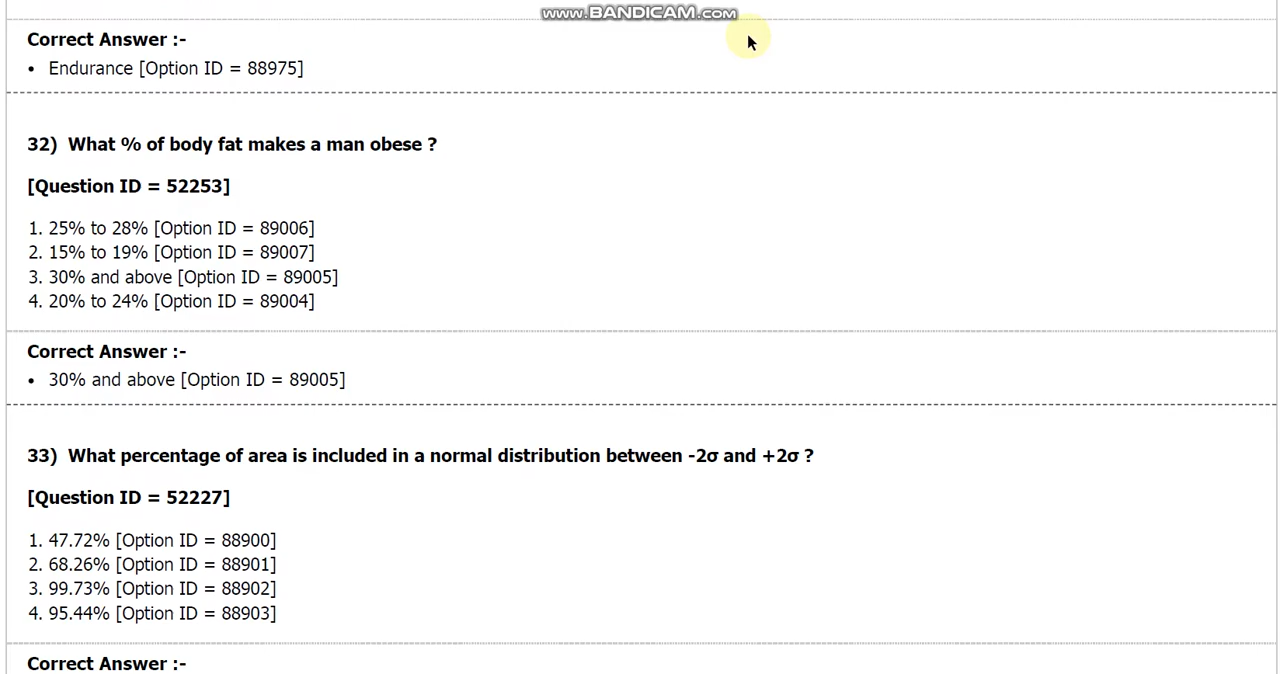 www.BANDICAM.com
Correct Answer :-
• Endurance [Option ID = 88975]
32) What % of body fat makes a man obese ?
[Question ID = 52253]
1. 25% to 28% [Option ID = 89006]
2. 15% to 19% [Option ID = 89007]
3. 30% and above [Option ID = 89005]
4. 20% to 24% [Option ID = 89004]
Correct Answer :-
• 30% and above [Option ID = 89005]
33) What percentage of area is included in a normal distribution between -2σ and +2σ ?
[Question ID = 52227]
1. 47.72% [Option ID = 88900]
2. 68.26% [Option ID = 88901]
3. 99.73% [Option ID = 88902]
4. 95.44% [Option ID = 88903]
Correct Answer :-